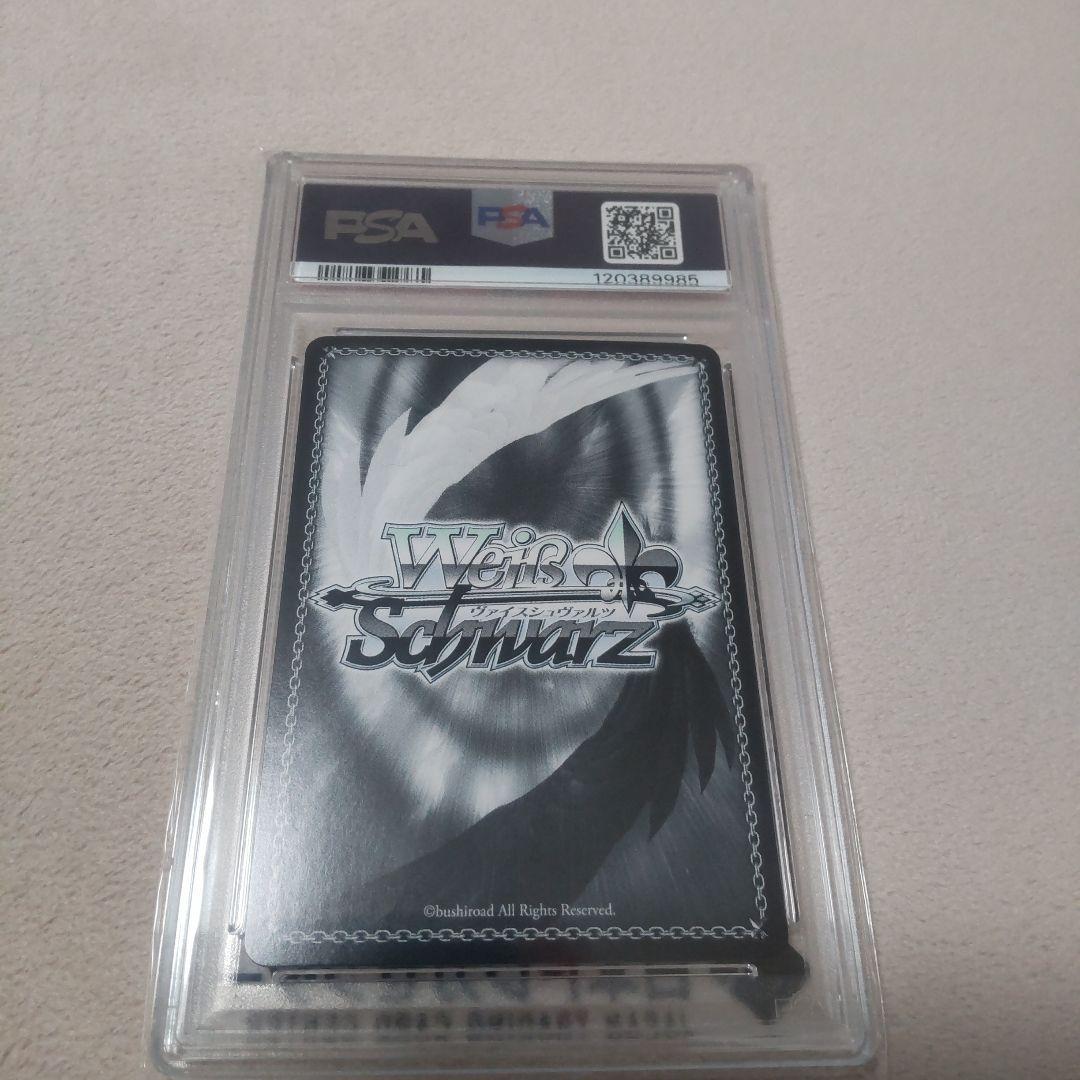 PSA PSA
120389985
Weiß
ヴァイスシュヴァルツ
Schwarz
©bushiroad All Rights Reserved.